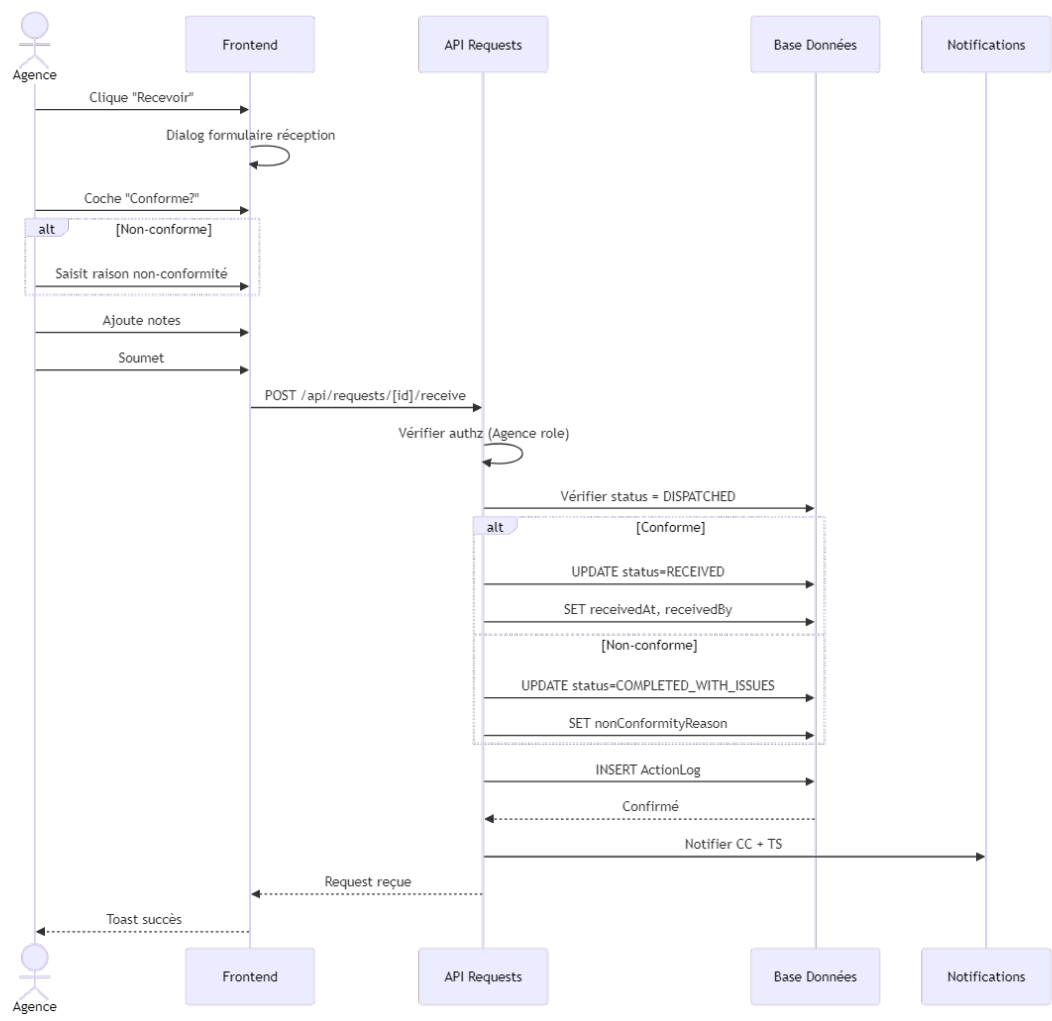 Agence
Frontend
API Requests
Base Données
Notifications
Clique "Recevoir"
Dialog formulaire réception
Coche "Conforme?"
alt
[Non-conforme]
Saisit raison non-conformité
Ajoute notes
Soumet
POST /api/requests/[id]/receive
Vérifier authz (Agence role)
Vérifier status = DISPATCHED
alt
[Conforme]
UPDATE status=RECEIVED
SET receivedAt, receivedBy
[Non-conforme]
UPDATE status=COMPLETED_WITH_ISSUES
SET nonConformityReason
INSERT ActionLog
Confirmé
Notifier CC + TS
Request reçue
Toast succès
Agence
Frontend
API Requests
Base Données
Notifications